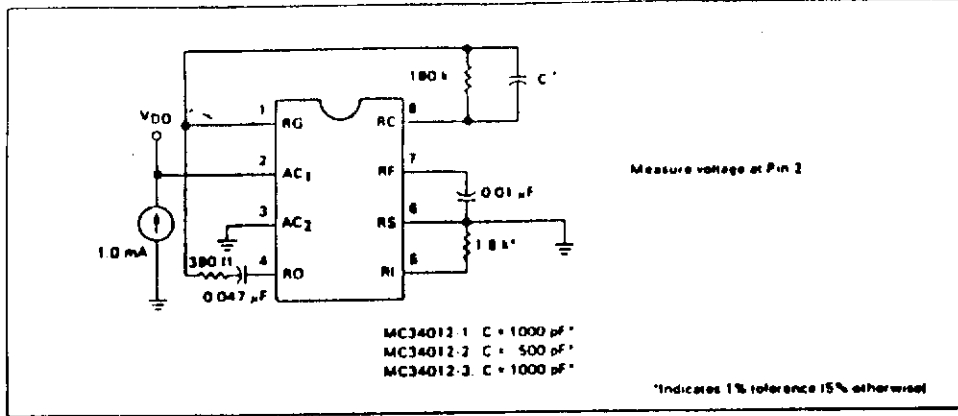 180 k
C*
VDD
1
RG
RC
8
2
AC1
RF
7
Measure voltage at Pin 2
0.01 µF
3
AC2
RS
6
1.0 mA
1.8 k*
4
RO
RI
5
0.047 µF
MC34012-1. C = 1000 pF*
MC34012-2. C = 500 pF*
MC34012-3. C = 1000 pF*
*Indicates 1% tolerance (5% otherwise)